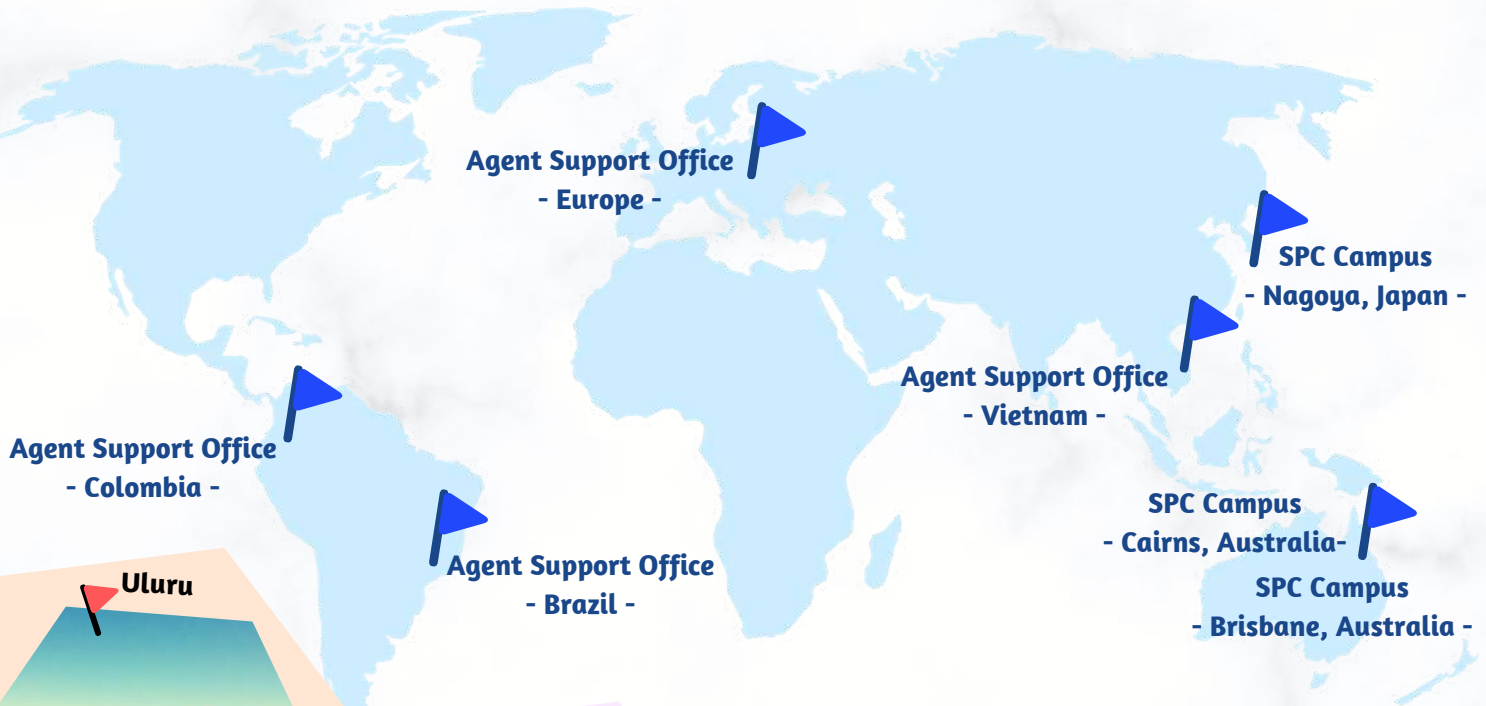 Agent Support Office
- Europe -
SPC Campus
- Nagoya, Japan -
Agent Support Office
- Vietnam -
Agent Support Office
- Colombia -
SPC Campus
- Cairns, Australia-
Agent Support Office
- Brazil -
SPC Campus
- Brisbane, Australia -
Uluru